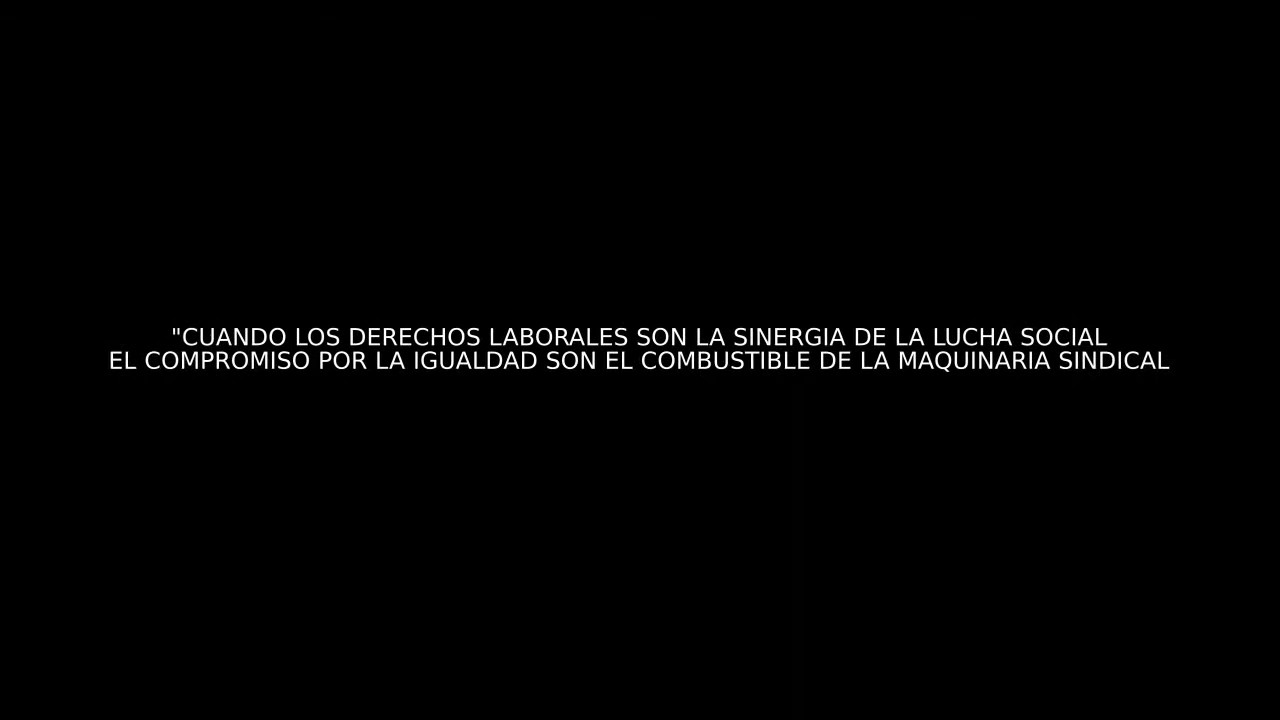 "CUANDO LOS DERECHOS LABORALES SON LA SINERGIA DE LA LUCHA SOCIAL
EL COMPROMISO POR LA IGUALDAD SON EL COMBUSTIBLE DE LA MAQUINARIA SINDICAL